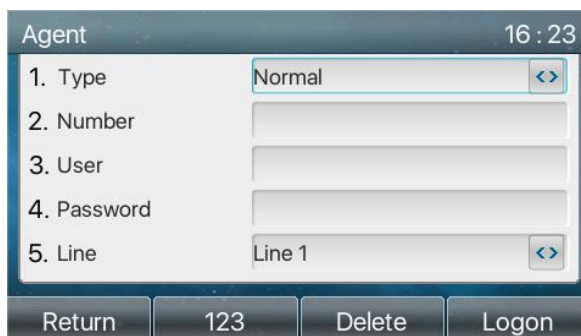 Agent 16:23
1. Type Normal <>
2. Number
3. User
4. Password
5. Line Line 1 <>
Return 123 Delete Logon